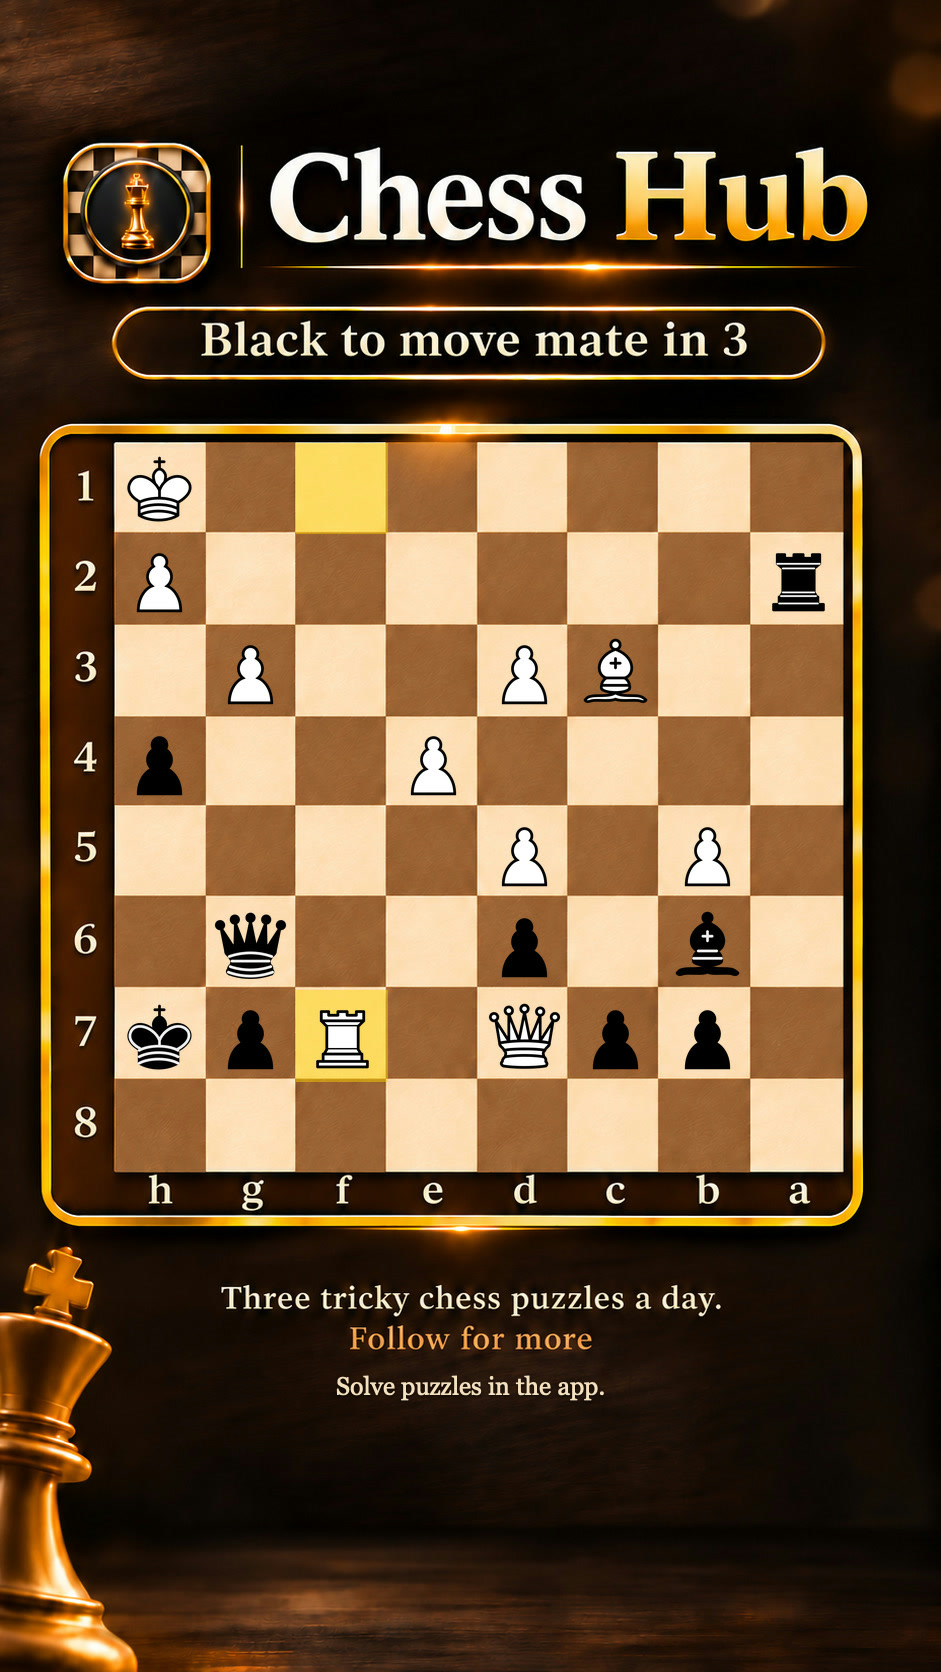 Chess Hub
Black to move mate in 3
1
2
3
4
5
6
7
8
h g f e d c b a
Three tricky chess puzzles a day.
Follow for more
Solve puzzles in the app.